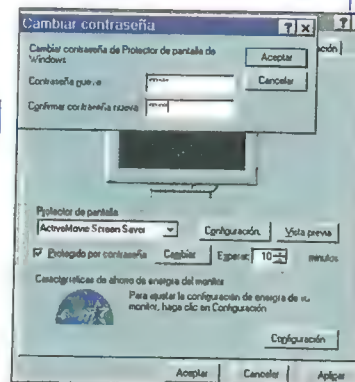 Cambiar contraseña
Cambiar contraseña de Protector de pantalla de
Windows
Aceptar
Contraseña nueva
Cancelar
Confirmar contraseña nueva
ción
Protector de pantalla
ActiveMovie Screen Saver
Configuración
Vista previa
Protegido por contraseña
Cambiar
Esperar:
10
minutos
Características de ahorro de energía del monitor
Para ajustar la configuración de energía de su
monitor, haga clic en Configuración
Configuración
Aceptar
Cancelar
Aplicar